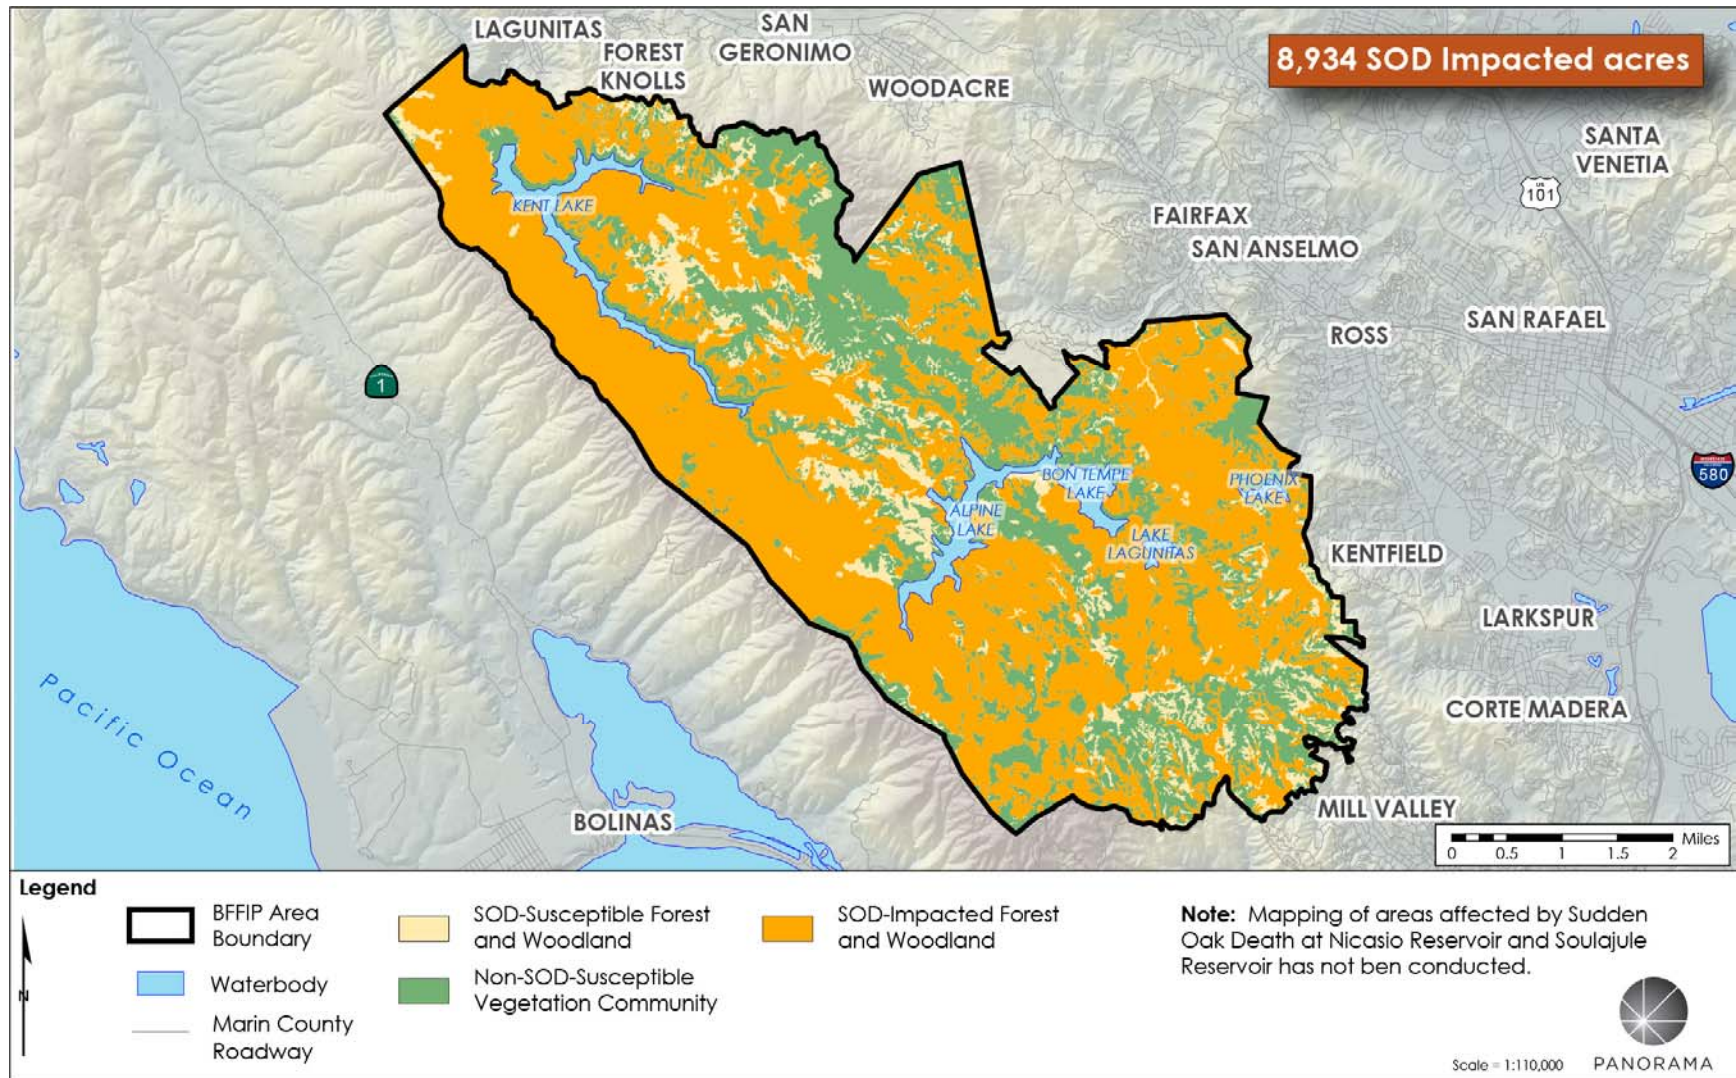 LAGUNITAS
FOREST
KNOLLS
SAN
GERONIMO
WOODACRE
8,934 SOD Impacted acres
SANTA
VENETIA
US
101
KENT LAKE
FAIRFAX
SAN ANSELMO
ROSS
SAN RAFAEL
CALIFORNIA
1
BON TEMPE
LAKE
PHOENIX
LAKE
INTERSTATE
580
ALPINE
LAKE
LAKE
LAGUNITAS
KENTFIELD
LARKSPUR
CORTE MADERA
Pacific Ocean
BOLINAS
MILL VALLEY
Miles
0 0.5 1 1.5 2
Legend
N
BFFIP Area
Boundary
Waterbody
Marin County
Roadway
SOD-Susceptible Forest
and Woodland
Non-SOD-Susceptible
Vegetation Community
SOD-Impacted Forest
and Woodland
Note: Mapping of areas affected by Sudden
Oak Death at Nicasio Reservoir and Soulajule
Reservoir has not ben conducted.
Scale = 1:110,000
PANORAMA